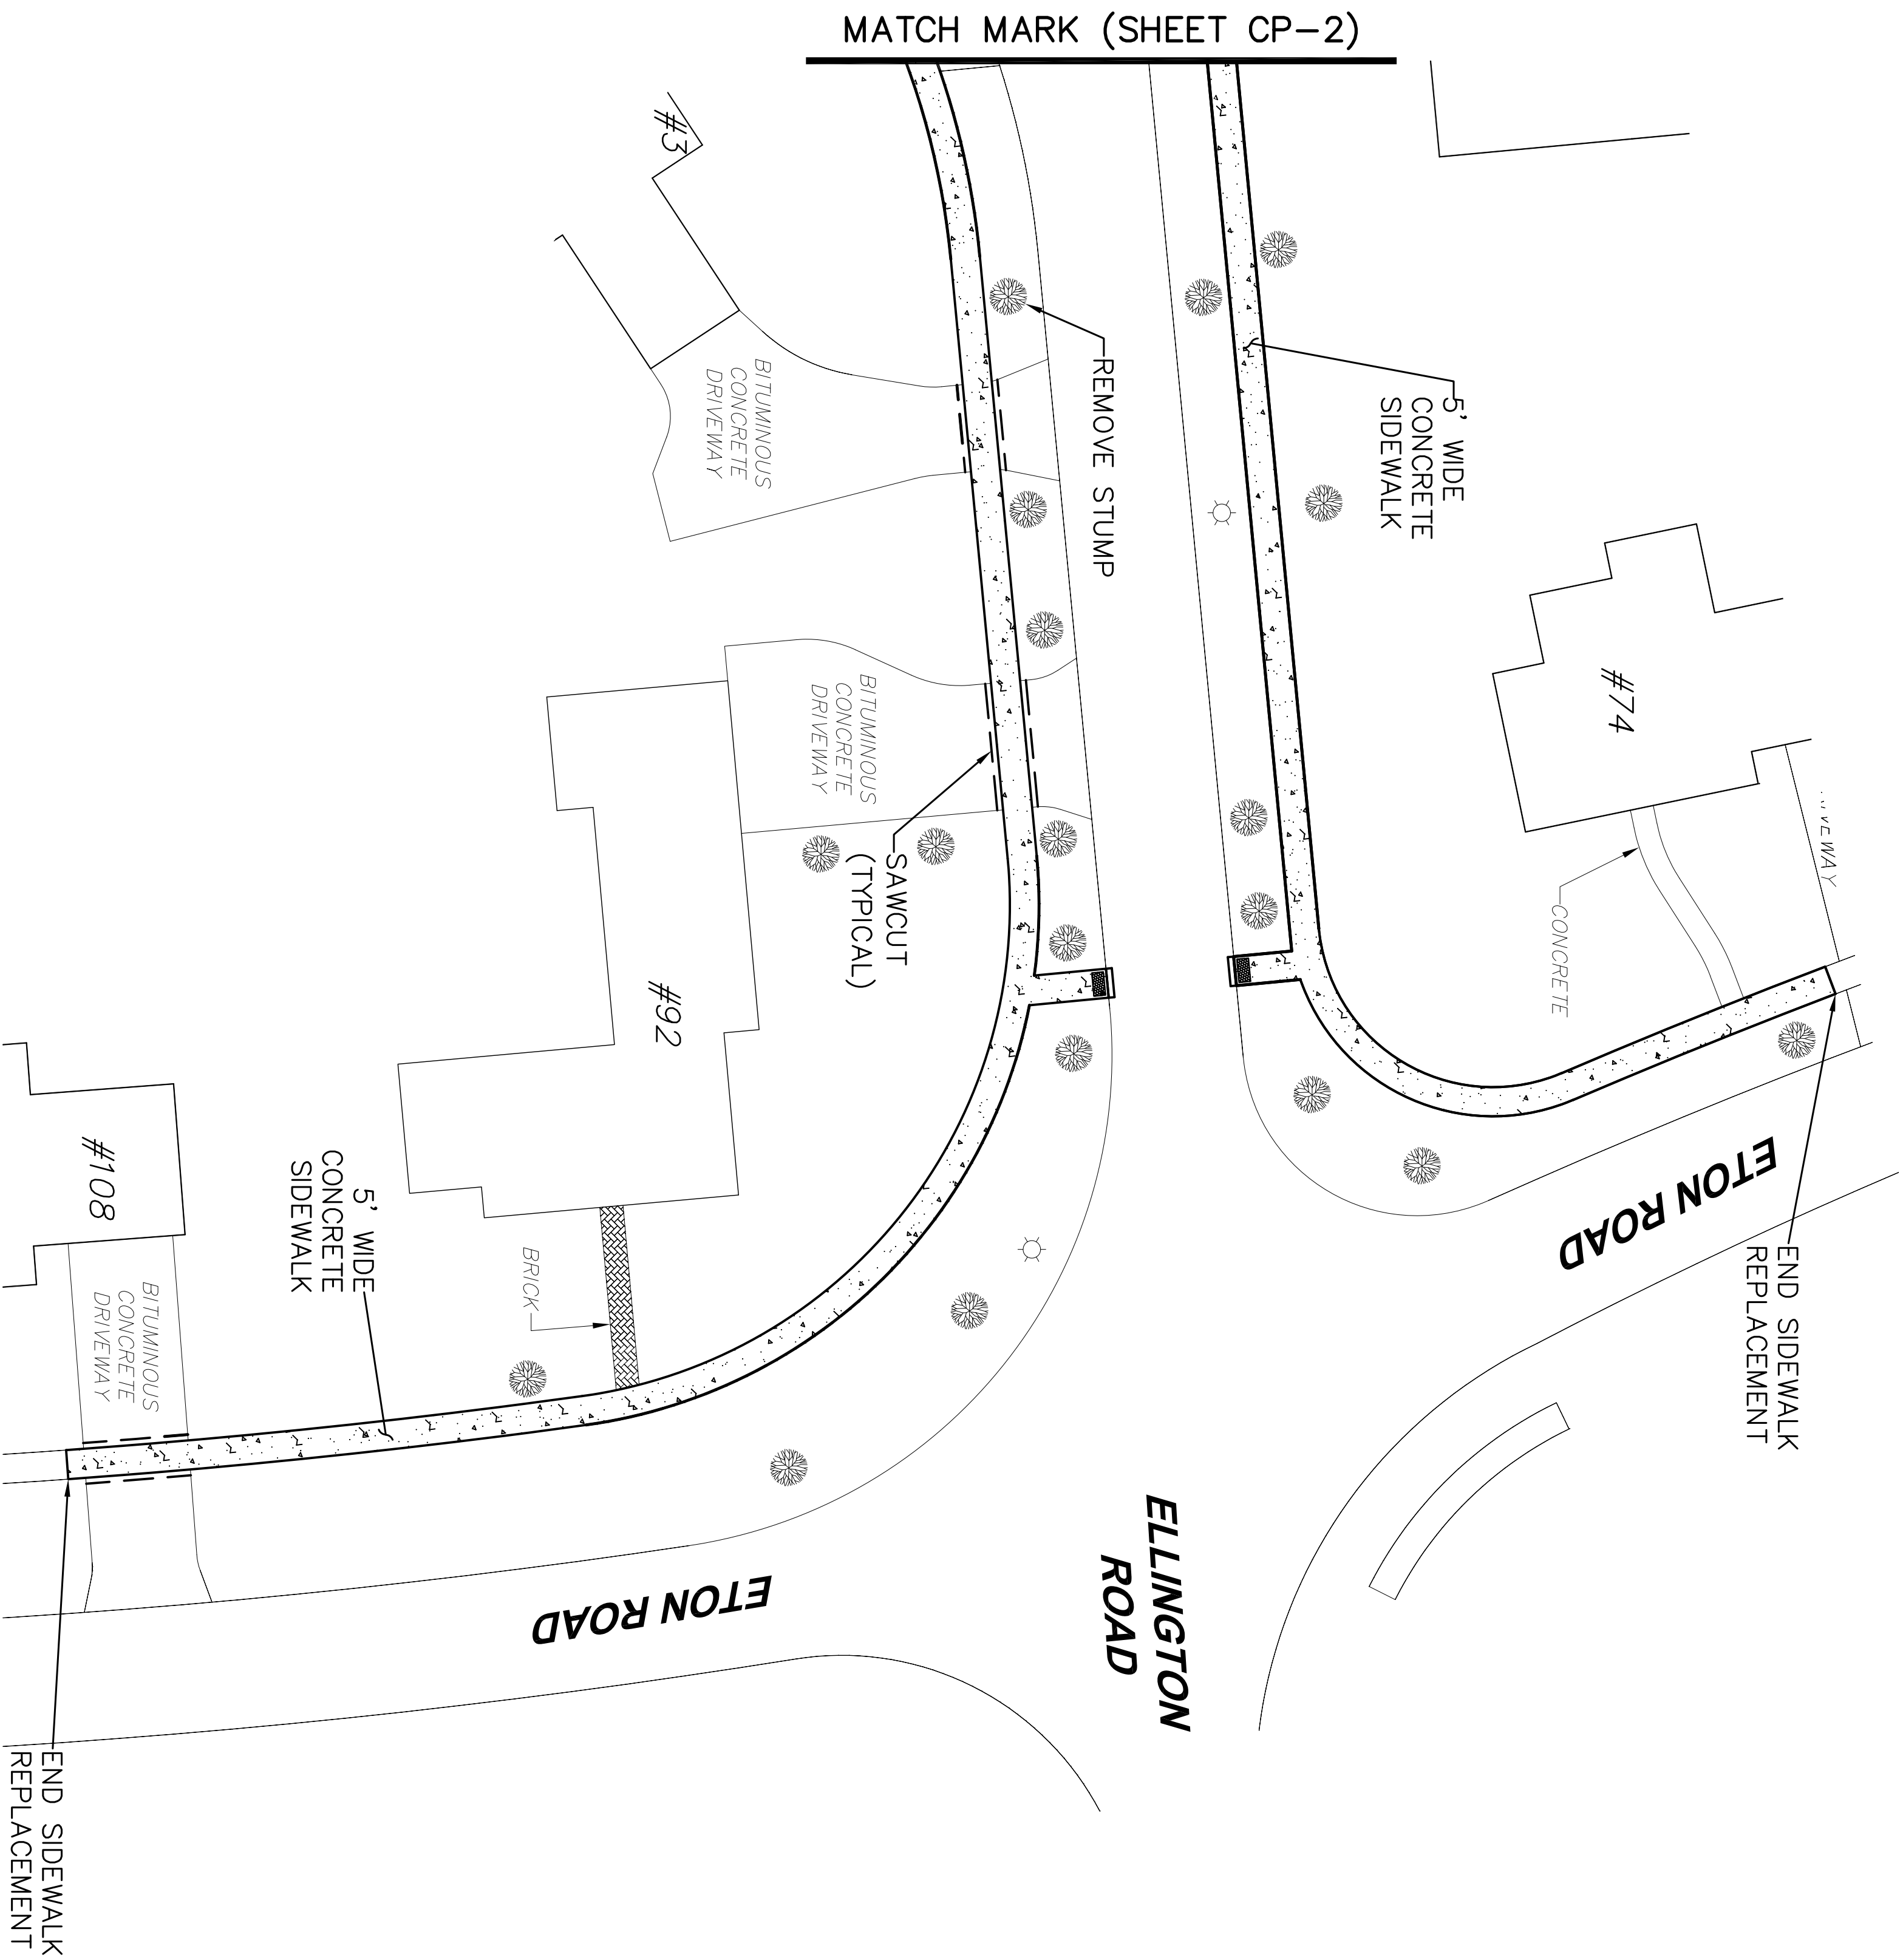 MATCH MARK (SHEET CP-2)
#3
BITUMINOUS
CONCRETE
DRIVEWAY
REMOVE STUMP
5' WIDE
CONCRETE
SIDEWALK
#74
CONCRETE
BITUMINOUS
CONCRETE
DRIVEWAY
SAWCUT
(TYPICAL)
#92
#108
5' WIDE
CONCRETE
SIDEWALK
BRICK
BITUMINOUS
CONCRETE
DRIVEWAY
ETON ROAD
END SIDEWALK
REPLACEMENT
ELLINGTON
ROAD
ETON ROAD
END SIDEWALK
REPLACEMENT